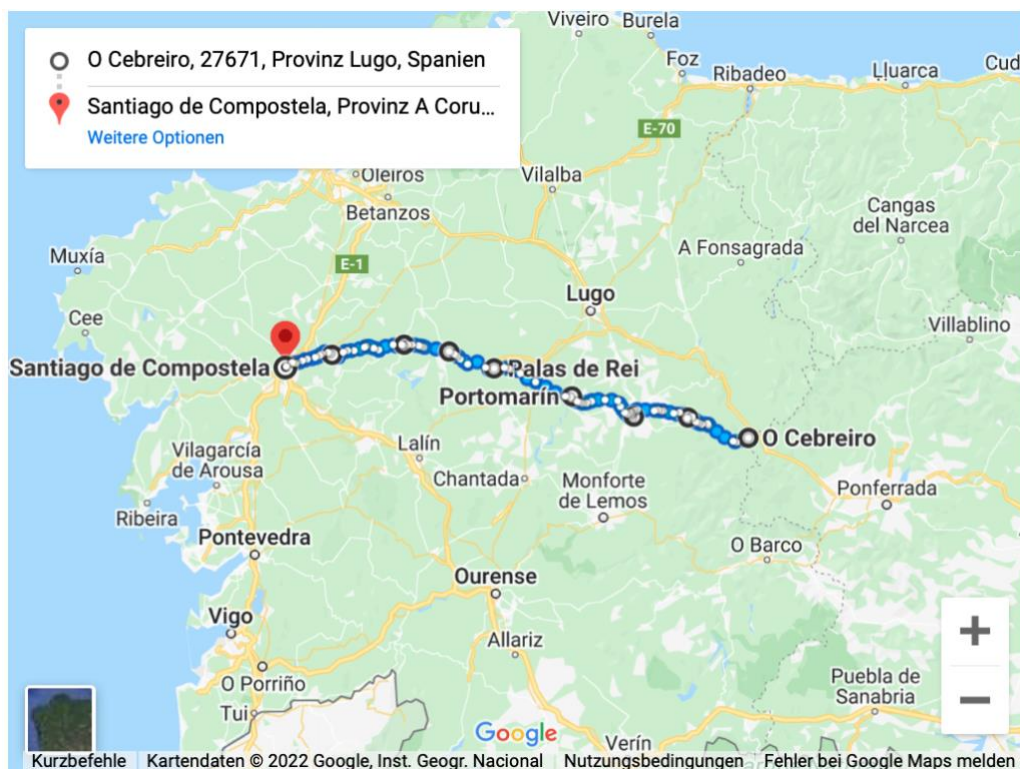 O Cebreiro, 27671, Provinz Lugo, Spanien
Santiago de Compostela, Provinz A Coru...
Weitere Optionen
Viveiro
Burela
Foz
Ribadeo
Lluarca
Cud
E-70
Oleiros
Betanzos
Vilalba
Cangas
del Narcea
A Fonsagrada
Muxía
E-1
Lugo
Cee
Villablino
Santiago de Compostela
Palas de Rei
Portomarín
O Cebreiro
Vilagarcía
de Arousa
Lalín
Chantada
Monforte
de Lemos
Ponferrada
Ribeira
Pontevedra
O Barco
Ourense
Vigo
Allariz
O Porriño
Puebla de
Sanabria
Tui
Google
Verín
Kurzbefehle
Kartendaten © 2022 Google, Inst. Geogr. Nacional
Nutzungsbedingungen
Fehler bei Google Maps melden